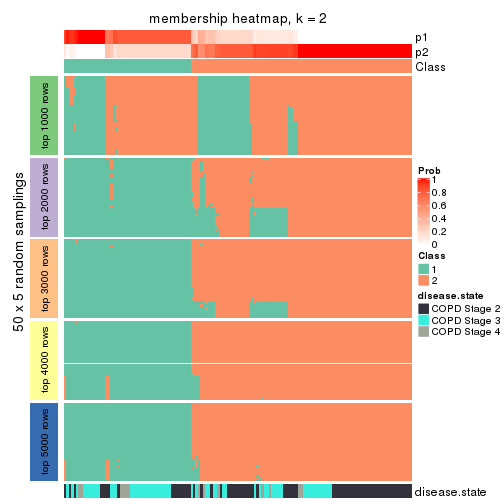 membership heatmap, k = 2
p1
p2
Class
50 x 5 random samplings
top 1000 rows
top 2000 rows
top 3000 rows
top 4000 rows
top 5000 rows
Prob
1
0.8
0.6
0.4
0.2
0
Class
1
2
disease.state
COPD Stage 2
COPD Stage 3
COPD Stage 4
disease.state